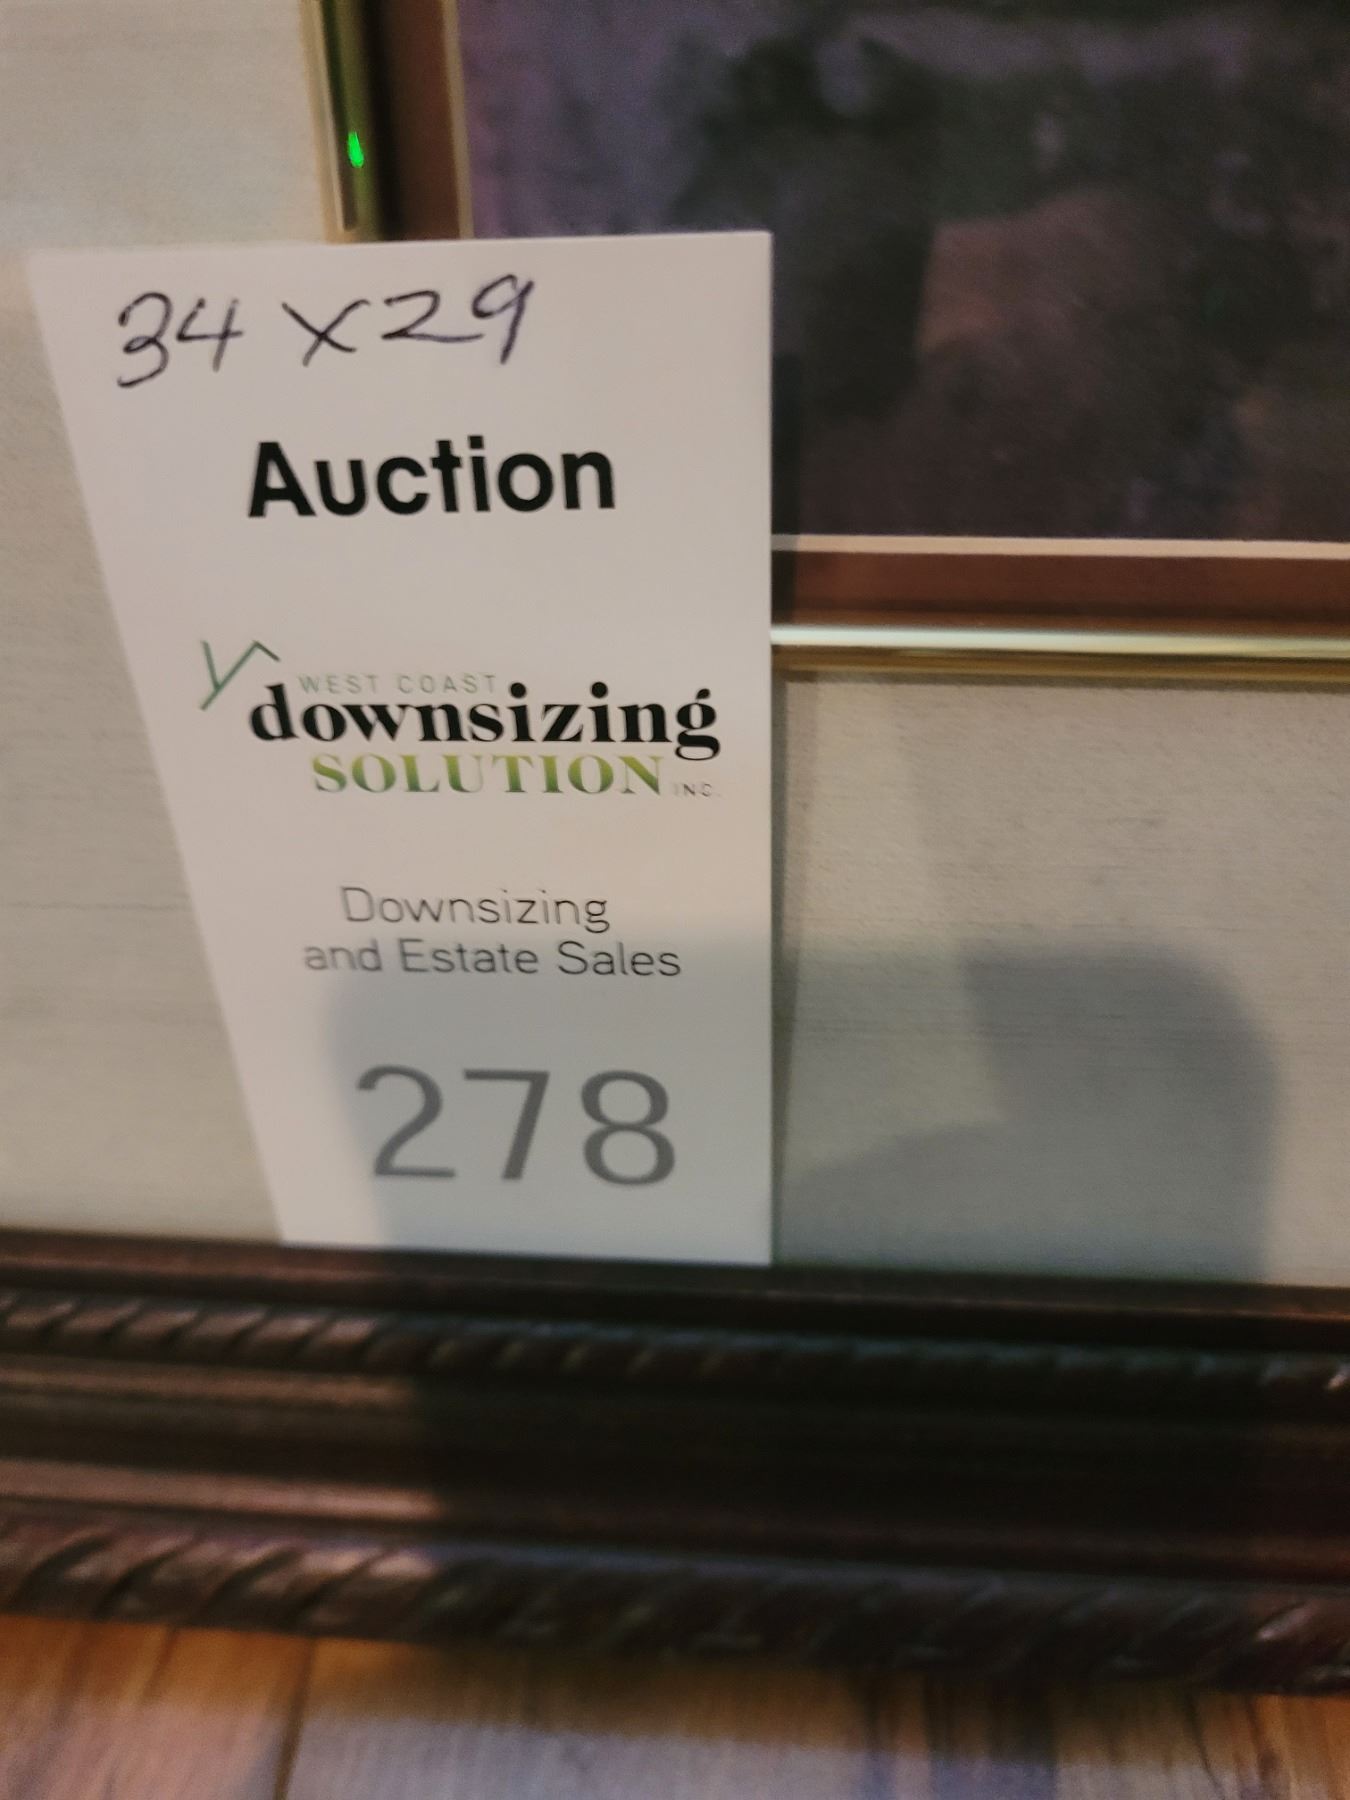 34 x 29
Auction
WEST COAST
downsizing
SOLUTION INC.
Downsizing
and Estate Sales
278